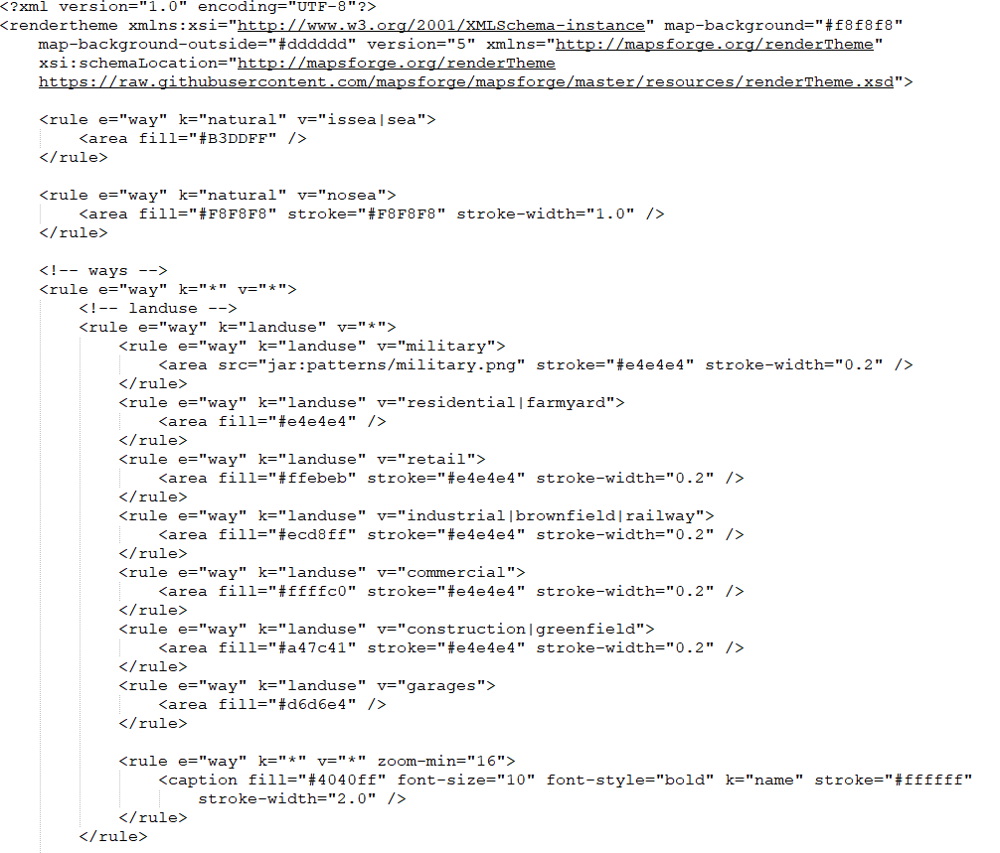 <?xml version="1.0" encoding="UTF-8"?>
<rendertheme xmlns:xsi="http://www.w3.org/2001/XMLSchema-instance" map-background="#f8f8f8"
map-background-outside="#dddddd" version="5" xmlns="http://mapsforge.org/renderTheme"
xsi:schemaLocation="http://mapsforge.org/renderTheme
https://raw.githubusercontent.com/mapsforge/mapsforge/master/resources/renderTheme.xsd">
<rule e="way" k="natural" v="issea|sea">
<area fill="#B3DDFF" />
</rule>
<rule e="way" k="natural" v="nosea">
<area fill="#F8F8F8" stroke="#F8F8F8" stroke-width="1.0" />
</rule>
<!-- ways -->
<rule e="way" k="*" v="*">
<!-- landuse -->
<rule e="way" k="landuse" v="*">
<rule e="way" k="landuse" v="military">
<area src="jar:patterns/military.png" stroke="#e4e4e4" stroke-width="0.2" />
</rule>
<rule e="way" k="landuse" v="residential|farmyard">
<area fill="#e4e4e4" />
</rule>
<rule e="way" k="landuse" v="retail">
<area fill="#ffebeb" stroke="#e4e4e4" stroke-width="0.2" />
</rule>
<rule e="way" k="landuse" v="industrial|brownfield|railway">
<area fill="#ecd8ff" stroke="#e4e4e4" stroke-width="0.2" />
</rule>
<rule e="way" k="landuse" v="commercial">
<area fill="#ffffc0" stroke="#e4e4e4" stroke-width="0.2" />
</rule>
<rule e="way" k="landuse" v="construction|greenfield">
<area fill="#a47c41" stroke="#e4e4e4" stroke-width="0.2" />
</rule>
<rule e="way" k="landuse" v="garages">
<area fill="#d6d6e4" />
</rule>
<rule e="way" k="*" v="*" zoom-min="16">
<caption fill="#4040ff" font-size="10" font-style="bold" k="name" stroke="#ffffff"
stroke-width="2.0" />
</rule>
</rule>